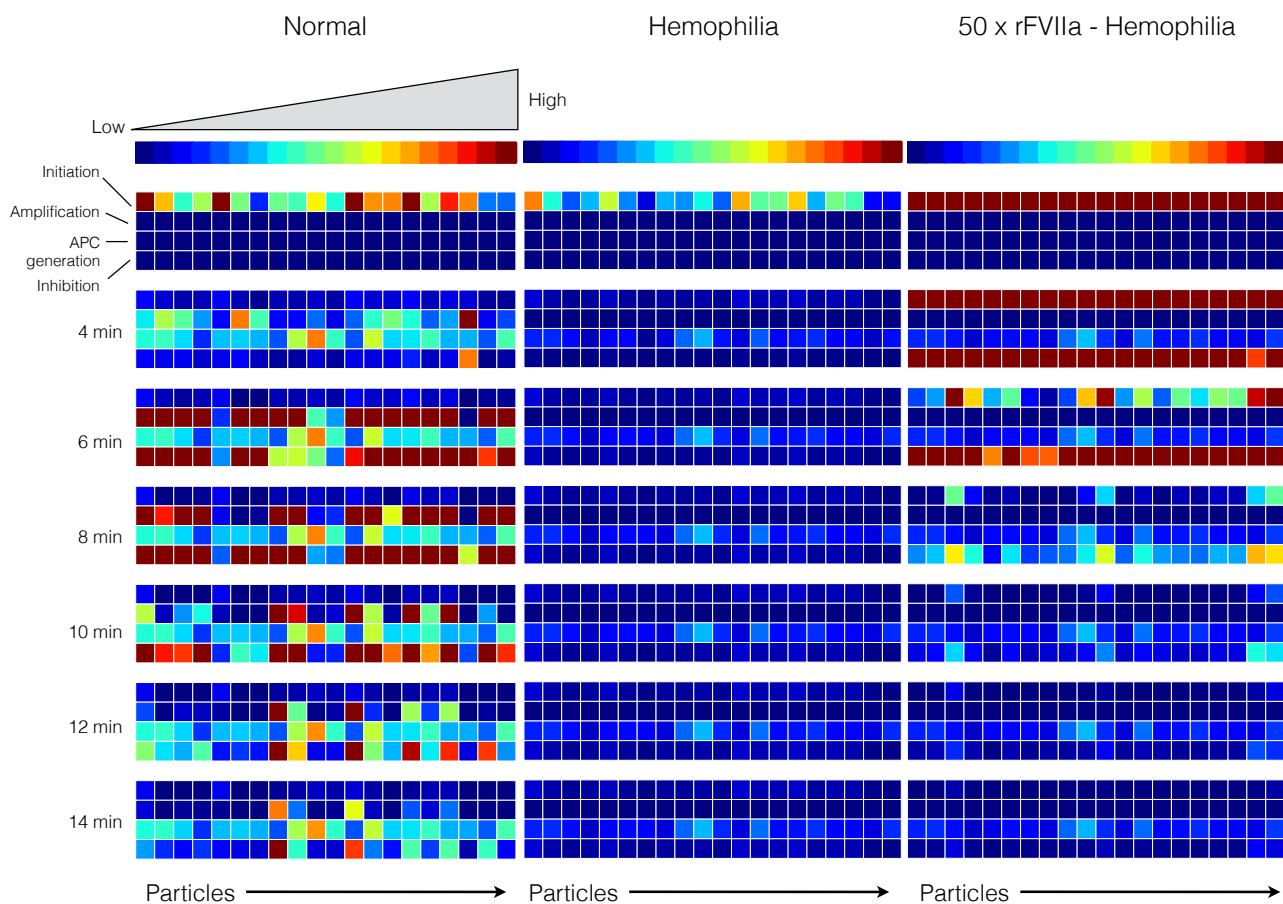 Normal
Hemophilia
50 x rFVIIa - Hemophilia
High
Low
Initiation
Amplification
APC
generation
Inhibition
4 min
6 min
8 min
10 min
12 min
14 min
Particles
Particles
Particles